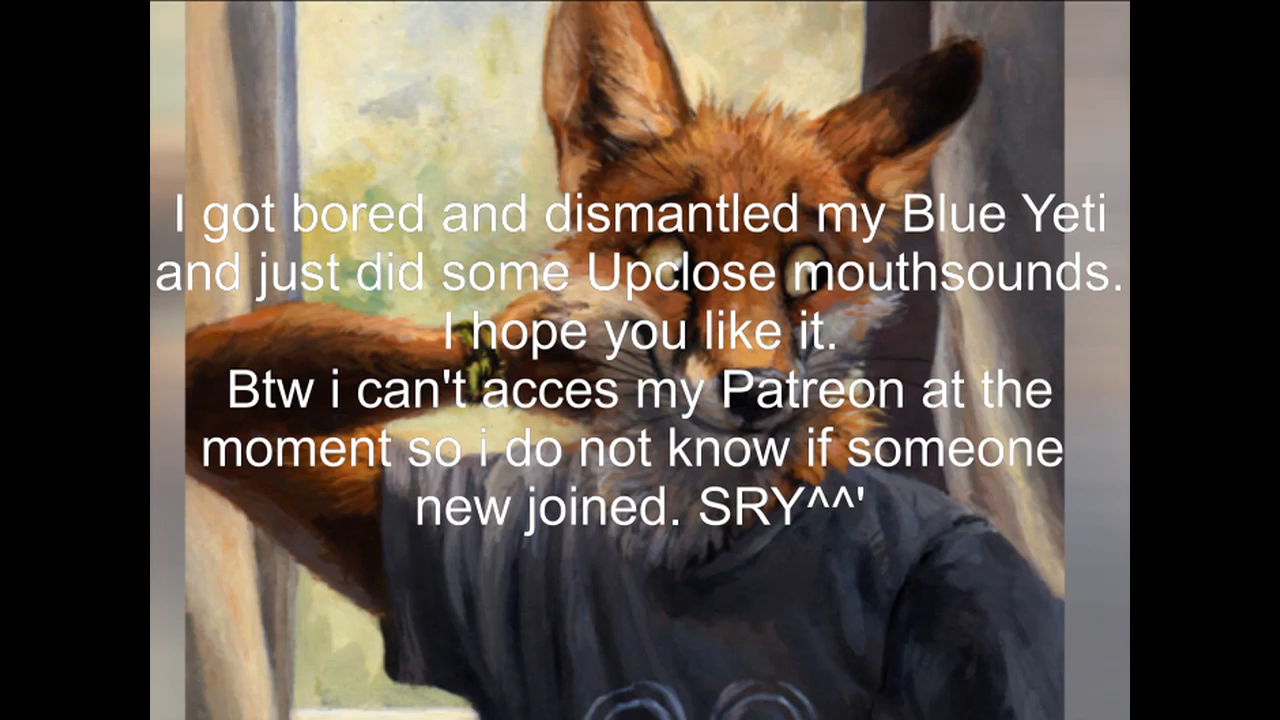 I got bored and dismantled my Blue Yeti
and just did some Upclose mouthsounds.
I hope you like it.
Btw i can't acces my Patreon at the
moment so i do not know if someone
new joined. SRY^^'